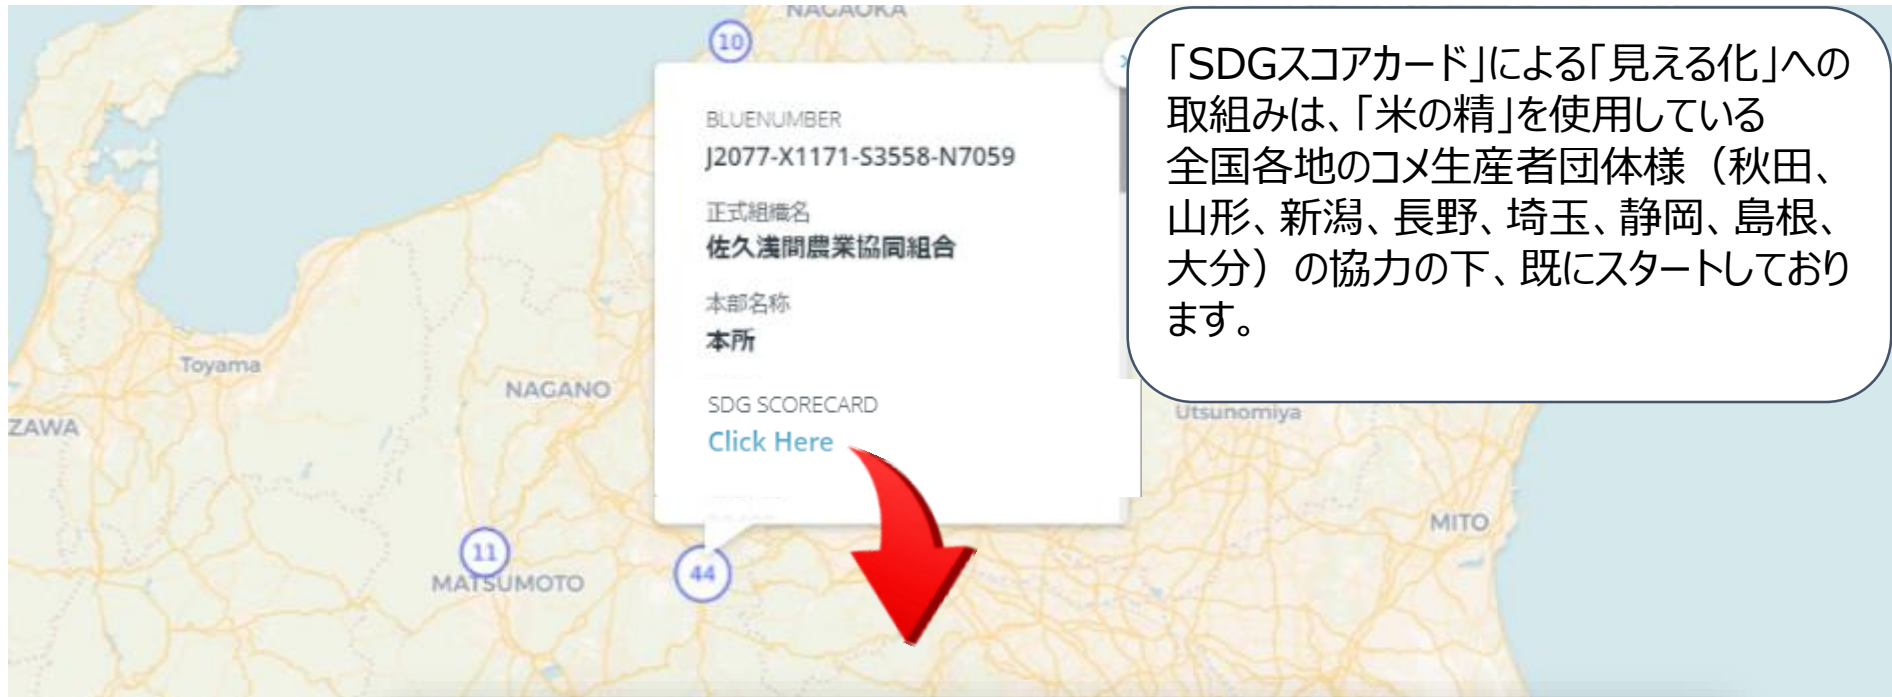 NAGAOKA
10
「SDGスコアカード」による「見える化」への
取組みは、「米の精」を使用している
全国各地のコメ生産者団体様（秋田、
山形、新潟、長野、埼玉、静岡、島根、
大分）の協力の下、既にスタートしており
ます。
BLUENUMBER
J2077-X1171-S3558-N7059
正式組織名
佐久浅間農業協同組合
本部名称
本所
SDG SCORECARD
Click Here
Toyama
NAGANO
ZAWA
Utsunomiya
MITO
11
MATSUMOTO
44